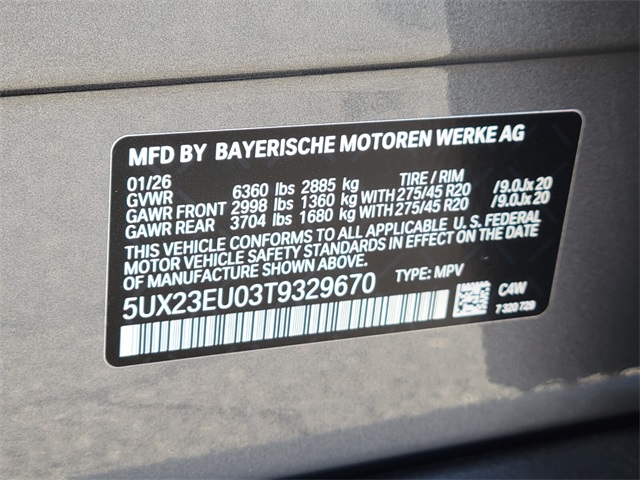 MFD BY BAYERISCHE MOTOREN WERKE AG
01/26 TIRE / RIM
GVWR 6360 lbs 2885 kg
GAWR FRONT 2998 lbs 1360 kg WITH 275/45 R20 /9.0Jx20
GAWR REAR 3704 lbs 1680 kg WITH 275/45 R20 /9.0Jx20
THIS VEHICLE CONFORMS TO ALL APPLICABLE U.S. FEDERAL
MOTOR VEHICLE SAFETY STANDARDS IN EFFECT ON THE DATE
OF MANUFACTURE SHOWN ABOVE.
5UX23EU03T9329670 TYPE: MPV
C4W
7 320 729